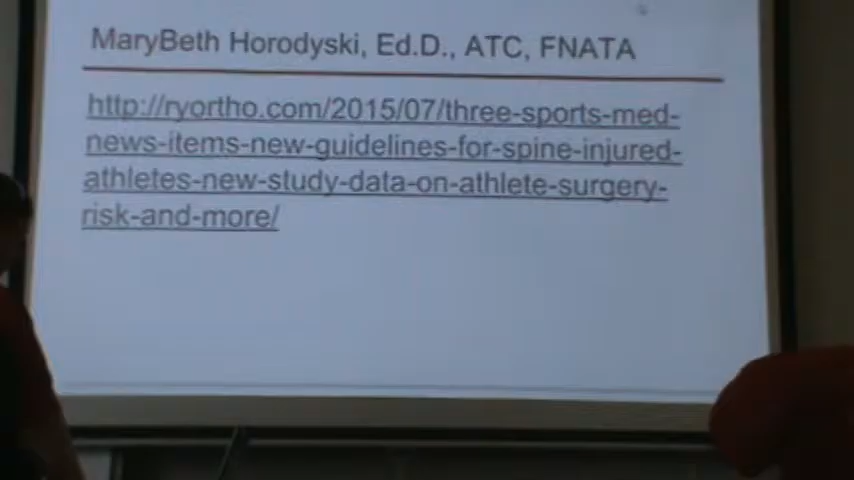 MaryBeth Horodyski, Ed.D., ATC, FNATA
http://ryortho.com/2015/07/three-sports-med-
news-items-new-guidelines-for-spine-injured-
athletes-new-study-data-on-athlete-surgery-
risk-and-more/